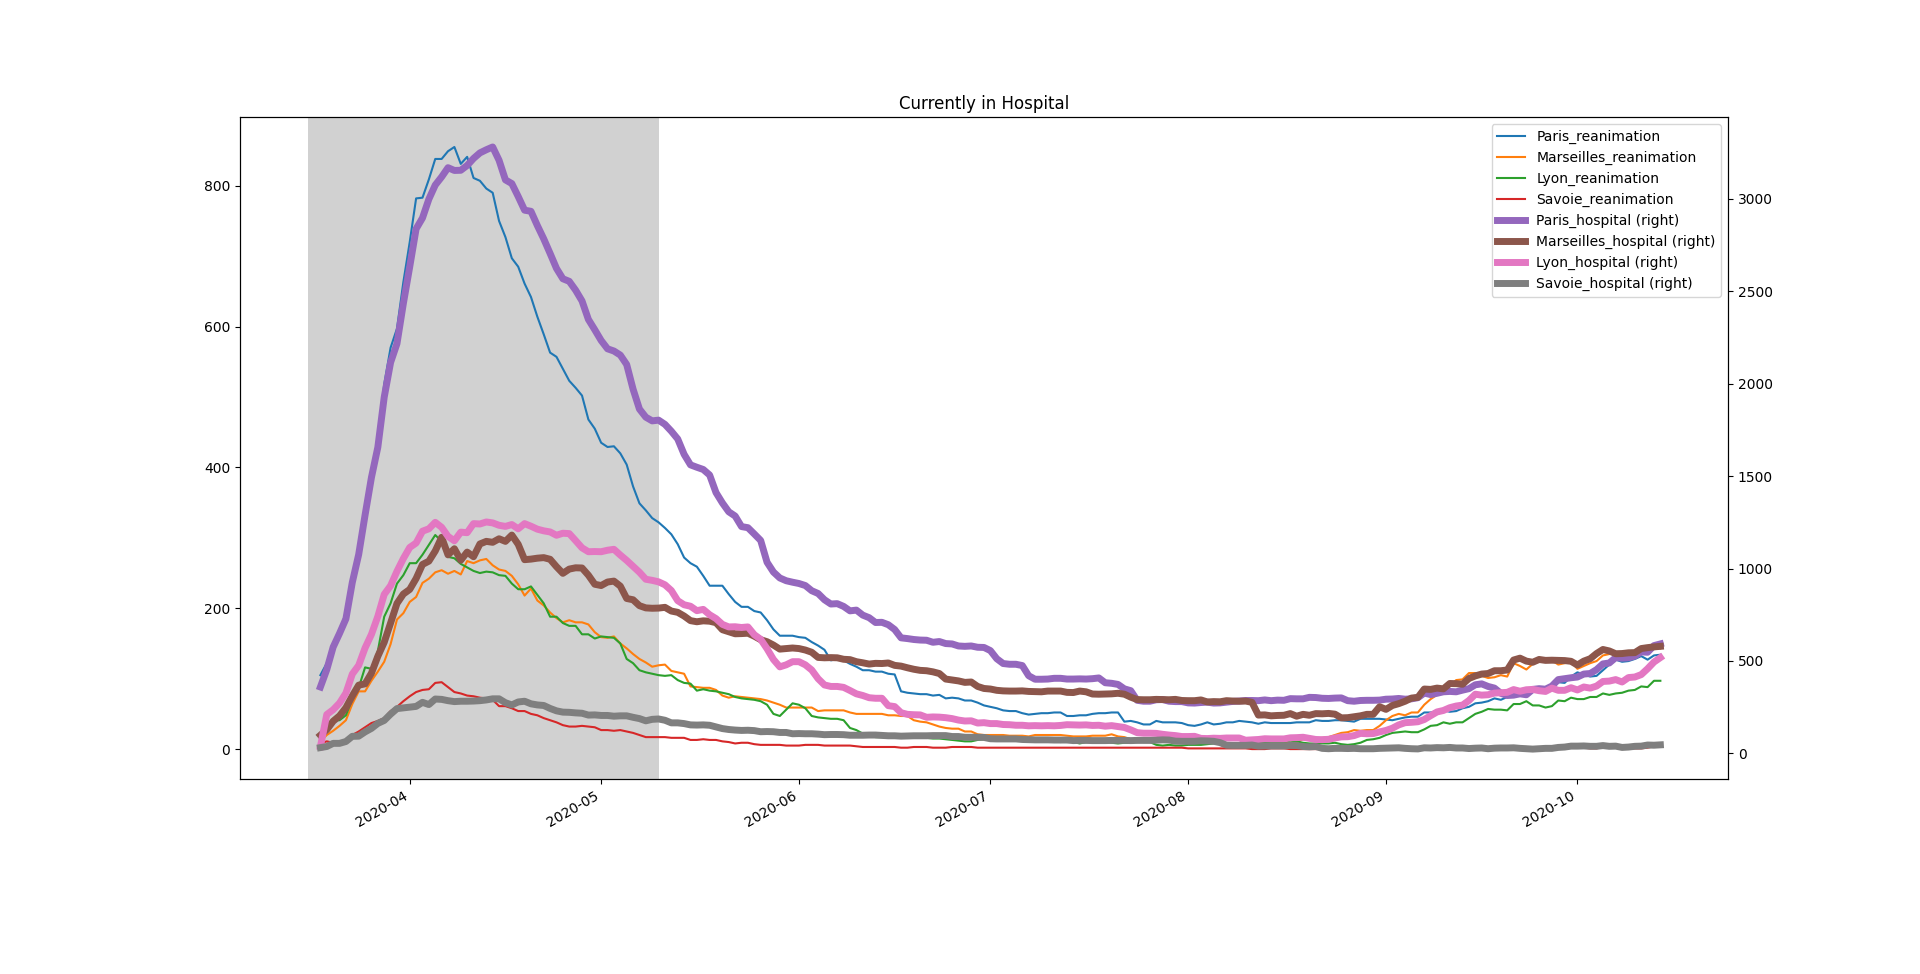 Currently in Hospital
Paris_reanimation
Marseilles_reanimation
Lyon_reanimation
Savoie_reanimation
Paris_hospital (right)
Marseilles_hospital (right)
Lyon_hospital (right)
Savoie_hospital (right)
800
600
400
200
0
3000
2500
2000
1500
1000
500
0
2020-04
2020-05
2020-06
2020-07
2020-08
2020-09
2020-10